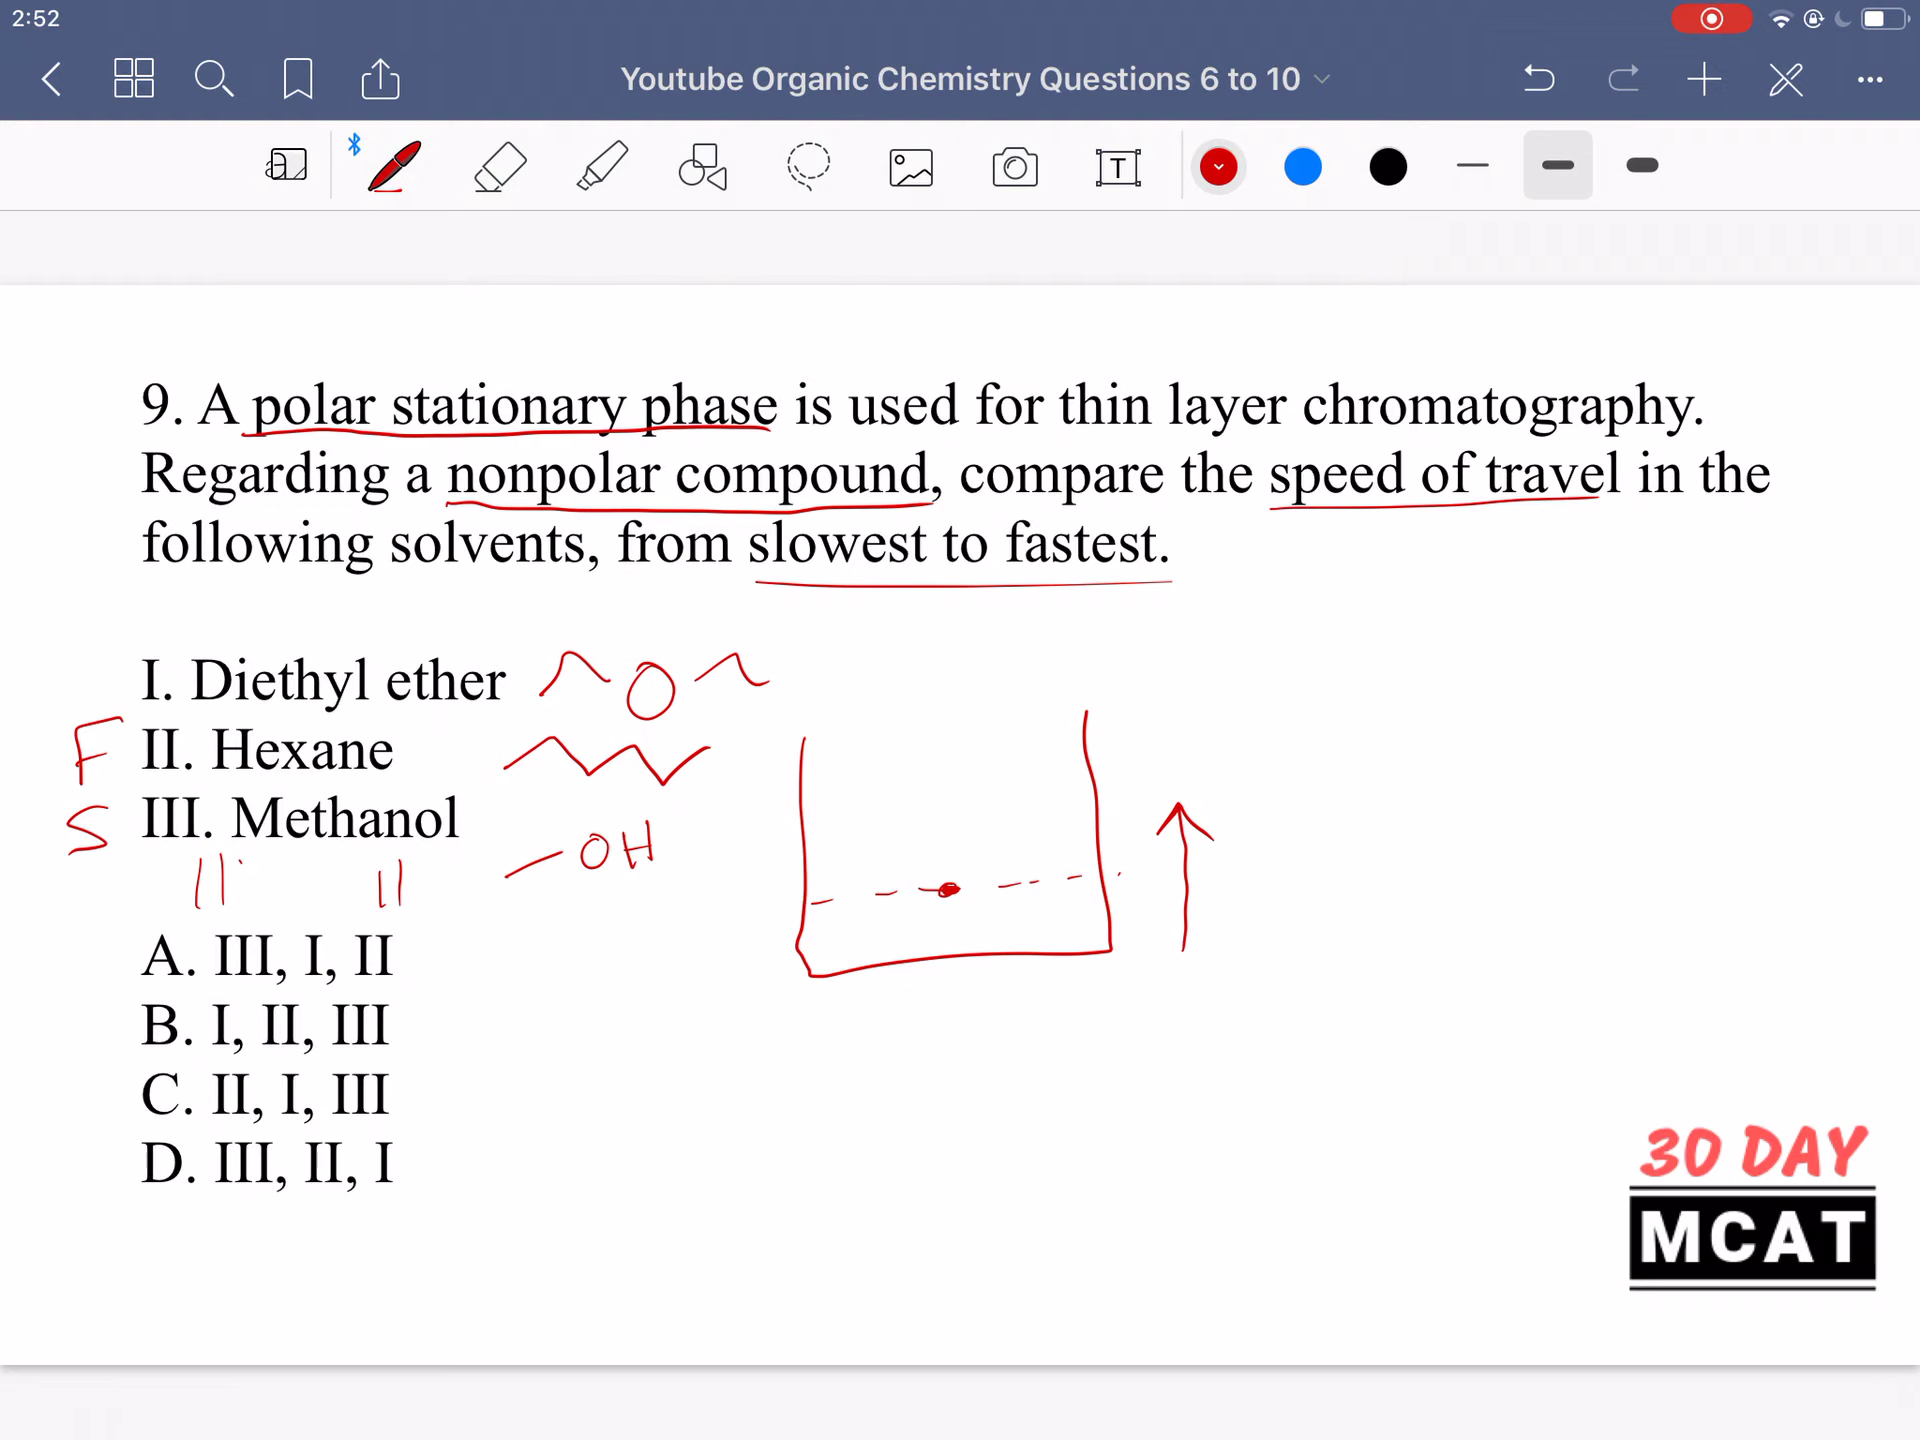 2:52
Youtube Organic Chemistry Questions 6 to 10
9. A polar stationary phase is used for thin layer chromatography.
Regarding a nonpolar compound, compare the speed of travel in the
following solvents, from slowest to fastest.
I. Diethyl ether O
F II. Hexane
S III. Methanol
OH
A. III, I, II
B. I, II, III
C. II, I, III
D. III, II, I
30 DAY
MCAT